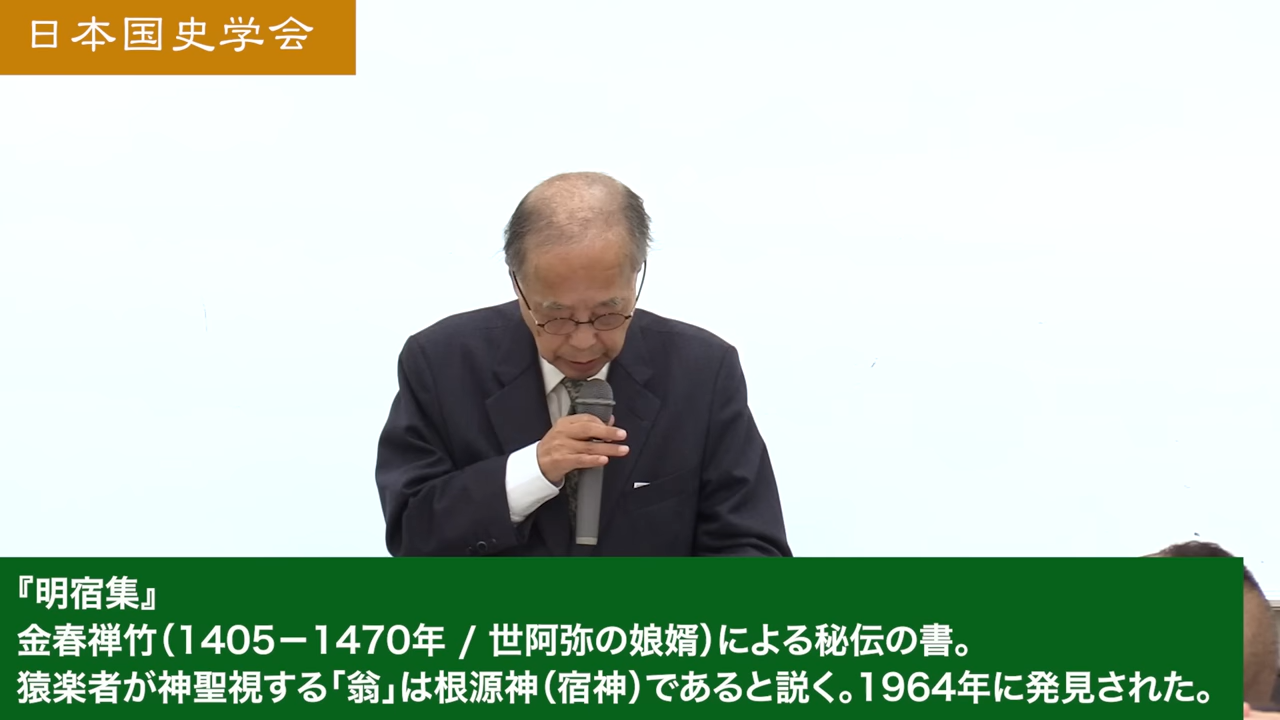 日本国史学会
『明宿集』
金春禅竹（1405－1470年 / 世阿弥の娘婿）による秘伝の書。
猿楽者が神聖視する「翁」は根源神（宿神）であると説く。1964年に発見された。